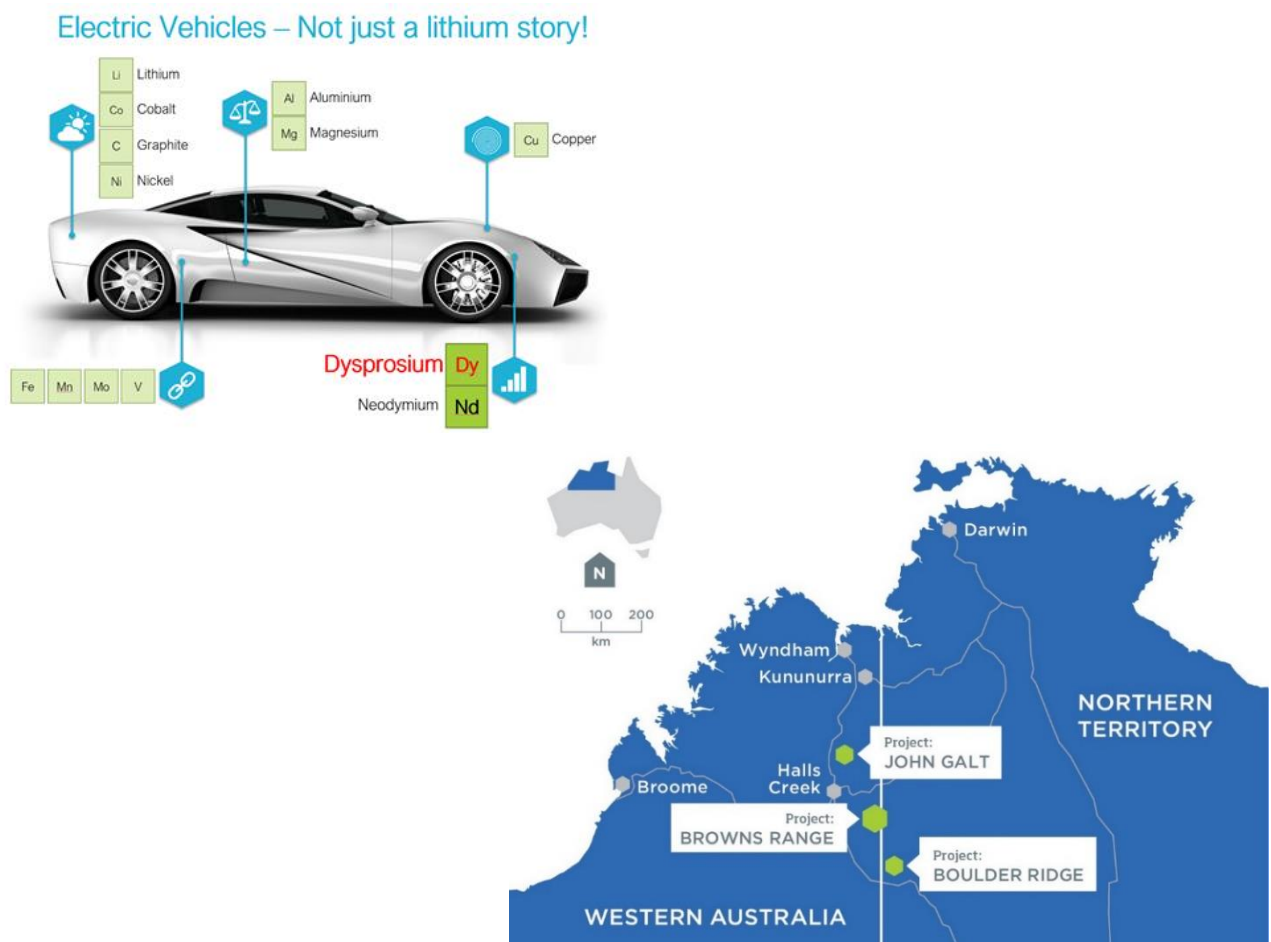 Electric Vehicles – Not just a lithium story!
Li Lithium
Co Cobalt
C Graphite
Ni Nickel
Al Aluminium
Mg Magnesium
Cu Copper
Fe Mn Mo V
Dysprosium Dy
Neodymium Nd
N
0 100 200
km
Darwin
Wyndham
Kununurra
NORTHERN
TERRITORY
Project:
JOHN GALT
Halls
Creek
Broome
Project:
BROWNS RANGE
Project:
BOULDER RIDGE
WESTERN AUSTRALIA